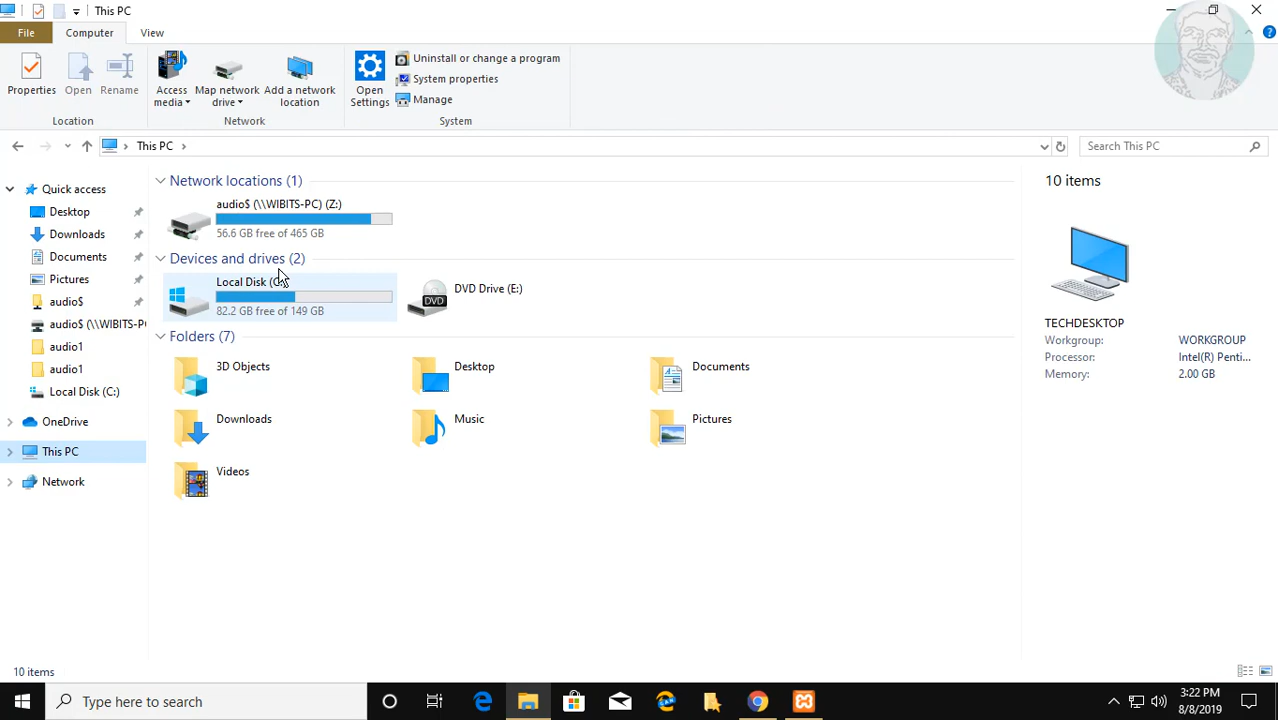 This PC
File
Computer
View
Properties
Open
Rename
Access media
Map network drive
Add a network location
Open Settings
Uninstall or change a program
System properties
Manage
Location
Network
System
This PC
Search This PC
Quick access
Desktop
Downloads
Documents
Pictures
audio$
audio$ (\\WIBITS-P
audio1
audio1
Local Disk (C:)
OneDrive
This PC
Network
Network locations (1)
audio$ (\\WIBITS-PC) (Z:)
56.6 GB free of 465 GB
Devices and drives (2)
Local Disk
82.2 GB free of 149 GB
DVD
DVD Drive (E:)
Folders (7)
3D Objects
Desktop
Documents
Downloads
Music
Pictures
Videos
10 items
TECHDESKTOP
Workgroup: WORKGROUP
Processor: Intel(R) Penti...
Memory: 2.00 GB
10 items
Type here to search
3:22 PM
8/8/2019